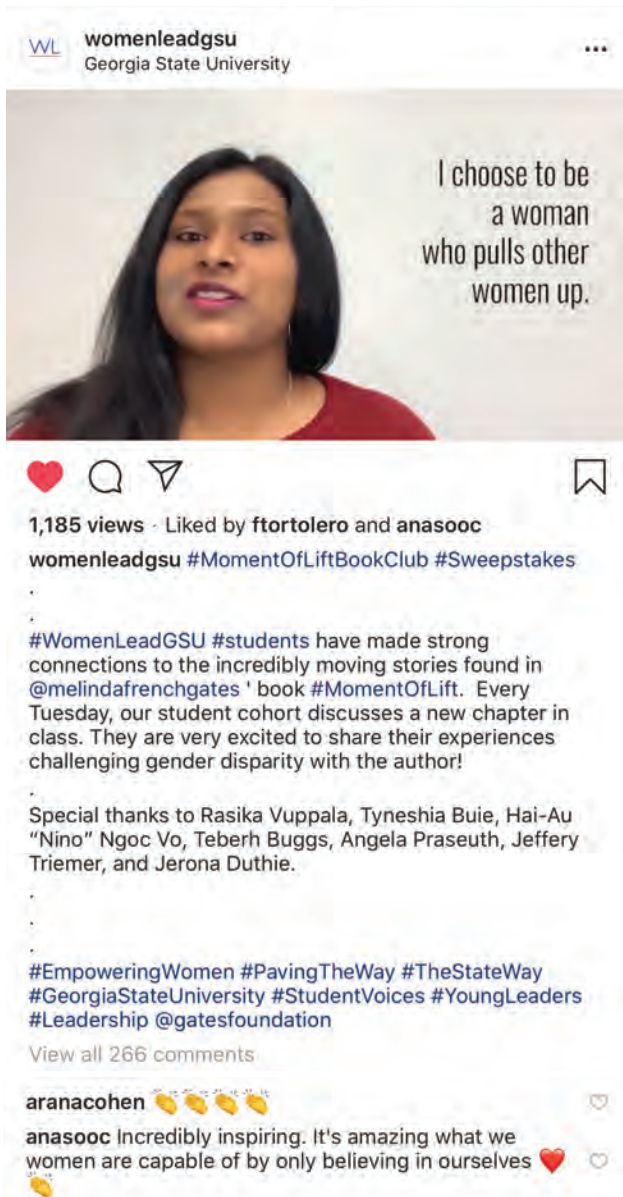 WL
womenleadgsu
Georgia State University
...
I choose to be
a woman
who pulls other
women up.
1,185 views · Liked by ftortolero and anasooc
womenleadgsu #MomentOfLiftBookClub #Sweepstakes
.
.
#WomenLeadGSU #students have made strong
connections to the incredibly moving stories found in
@melindafrenchgates ' book #MomentOfLift.  Every
Tuesday, our student cohort discusses a new chapter in
class. They are very excited to share their experiences
challenging gender disparity with the author!
.
Special thanks to Rasika Vuppala, Tyneshia Buie, Hai-Au
“Nino” Ngoc Vo, Teberh Buggs, Angela Praseuth, Jeffery
Triemer, and Jerona Duthie.
.
.
.
#EmpoweringWomen #PavingTheWay #TheStateWay
#GeorgiaStateUniversity #StudentVoices #YoungLeaders
#Leadership @gatesfoundation
View all 266 comments
aranacohen 👏👏👏👏
anasooc Incredibly inspiring. It's amazing what we
women are capable of by only believing in ourselves ❤️
👏